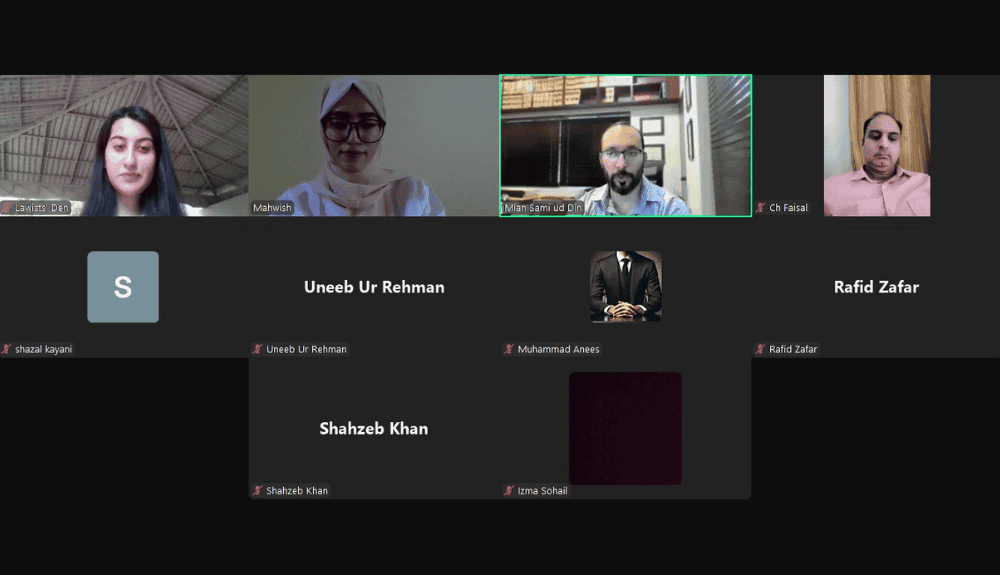 Lawists' Den
Mahwish
Mian Sami ud Din
Ch Faisal
S
shazal kayani
Uneeb Ur Rehman
Uneeb Ur Rehman
Muhammad Anees
Rafid Zafar
Rafid Zafar
Shahzeb Khan
Shahzeb Khan
Izma Sohail